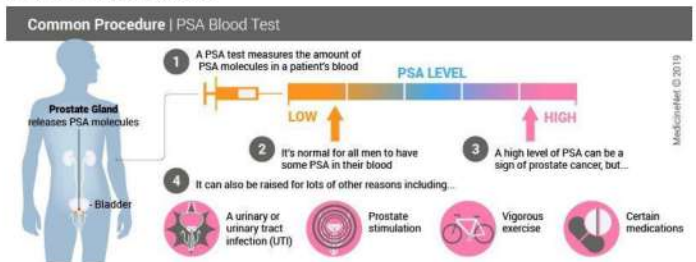 Common Procedure | PSA Blood Test
1
A PSA test measures the amount of
PSA molecules in a patient's blood
PSA LEVEL
LOW
HIGH
Prostate Gland
releases PSA molecules
2
It's normal for all men to have
some PSA in their blood
3
A high level of PSA can be a
sign of prostate cancer, but...
4
It can also be raised for lots of other reasons including...
- Bladder
A urinary or
urinary tract
infection (UTI)
Prostate
stimulation
Vigorous
exercise
Certain
medications
MedicineNet © 2019